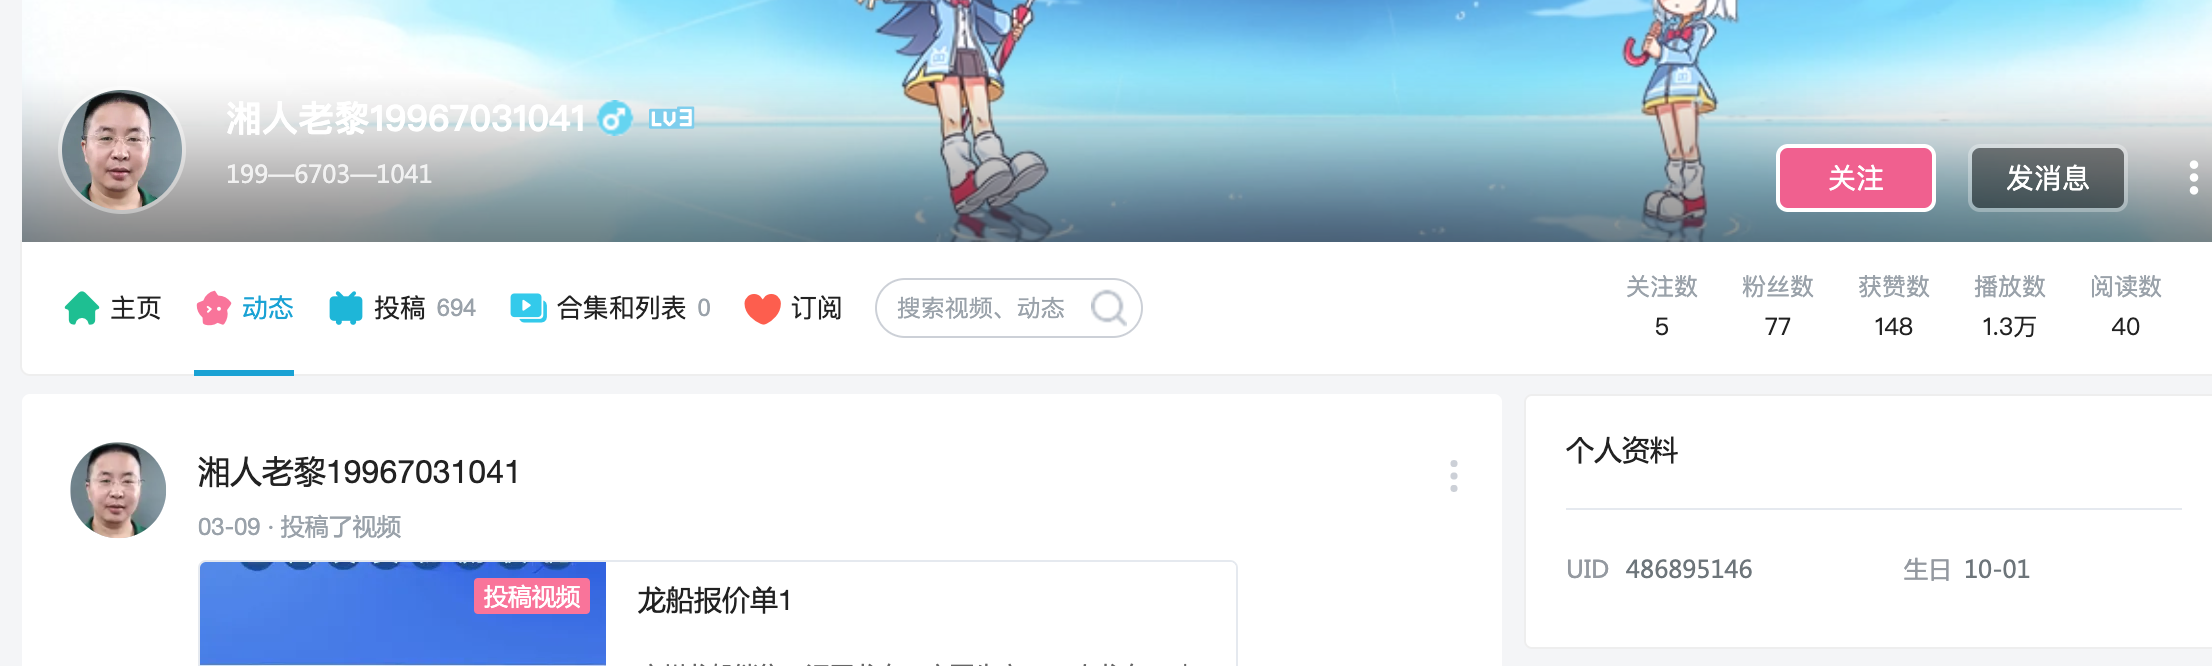 湘人老黎19967031041 LV3
199—6703—1041
关注
发消息
主页 动态 投稿 694 合集和列表 0 订阅 搜索视频、动态
关注数 粉丝数 获赞数 播放数 阅读数
5 77 148 1.3万 40
湘人老黎19967031041
03-09 · 投稿了视频
投稿视频
龙船报价单1
个人资料
UID 486895146 生日 10-01